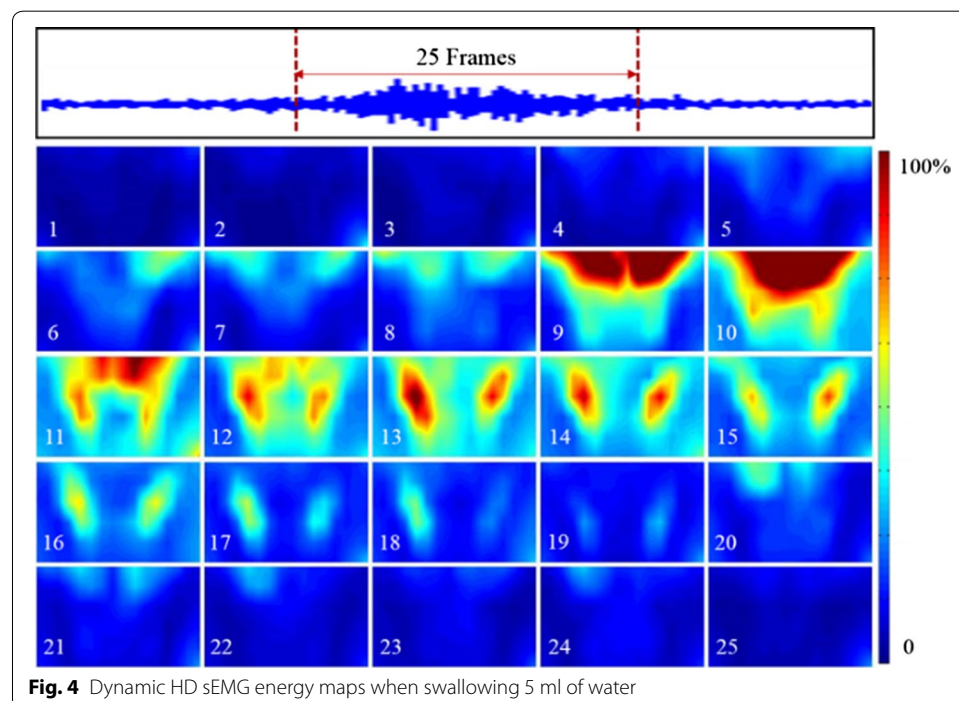 25 Frames
100%
1 2 3 4 5
6 7 8 9 10
11 12 13 14 15
16 17 18 19 20
21 22 23 24 25
0
Fig. 4 Dynamic HD sEMG energy maps when swallowing 5 ml of water